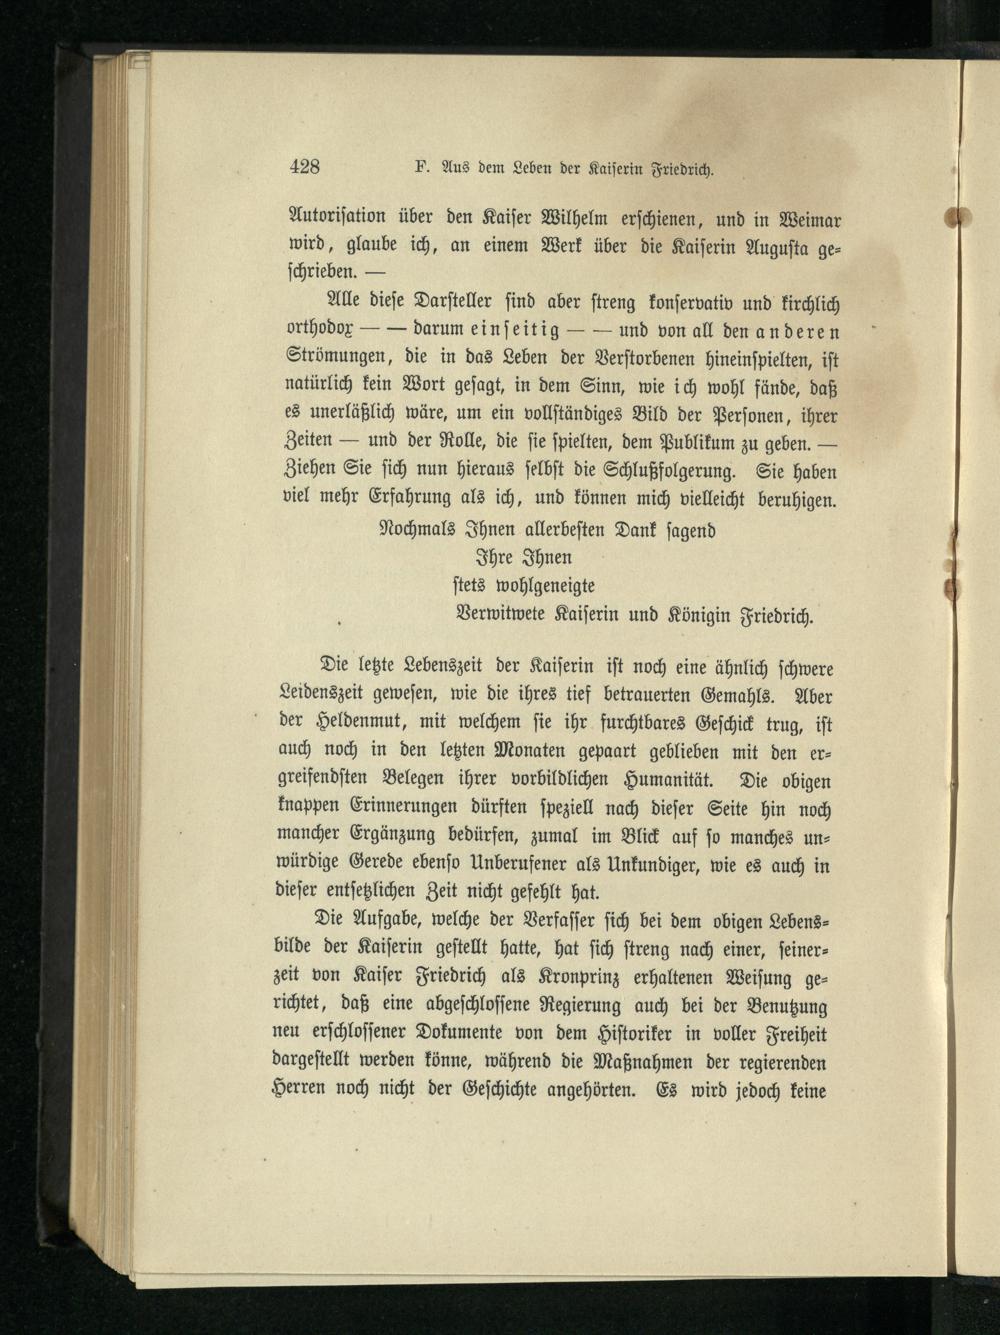 428 F. Aus dem Leben der Kaiserin Friedrich.
Autorisation über den Kaiser Wilhelm erschienen, und in Weimar
wird, glaube ich, an einem Werk über die Kaiserin Augusta ge-
schrieben. —
Alle diese Darsteller sind aber streng konservativ und kirchlich
orthodox — — darum einseitig — — und von all den anderen
Strömungen, die in das Leben der Verstorbenen hineinspielten, ist
natürlich kein Wort gesagt, in dem Sinn, wie ich wohl fände, daß
es unerläßlich wäre, um ein vollständiges Bild der Personen, ihrer
Zeiten — und der Rolle, die sie spielten, dem Publikum zu geben. —
Ziehen Sie sich nun hieraus selbst die Schlußfolgerung. Sie haben
viel mehr Erfahrung als ich, und können mich vielleicht beruhigen.
Nochmals Ihnen allerbesten Dank sagend
Ihre Ihnen
stets wohlgeneigte
Verwitwete Kaiserin und Königin Friedrich.
Die letzte Lebenszeit der Kaiserin ist noch eine ähnlich schwere
Leidenszeit gewesen, wie die ihres tief betrauerten Gemahls. Aber
der Heldenmut, mit welchem sie ihr furchtbares Geschick trug, ist
auch noch in den letzten Monaten gepaart geblieben mit den er-
greifendsten Belegen ihrer vorbildlichen Humanität. Die obigen
knappen Erinnerungen dürften speziell nach dieser Seite hin noch
mancher Ergänzung bedürfen, zumal im Blick auf so manches un-
würdige Gerede ebenso Unberufener als Unkundiger, wie es auch in
dieser entsetzlichen Zeit nicht gefehlt hat.
Die Aufgabe, welche der Verfasser sich bei dem obigen Lebens-
bilde der Kaiserin gestellt hatte, hat sich streng nach einer, seiner-
zeit von Kaiser Friedrich als Kronprinz erhaltenen Weisung ge-
richtet, daß eine abgeschlossene Regierung auch bei der Benutzung
neu erschlossener Dokumente von dem Historiker in voller Freiheit
dargestellt werden könne, während die Maßnahmen der regierenden
Herren noch nicht der Geschichte angehörten. Es wird jedoch keine